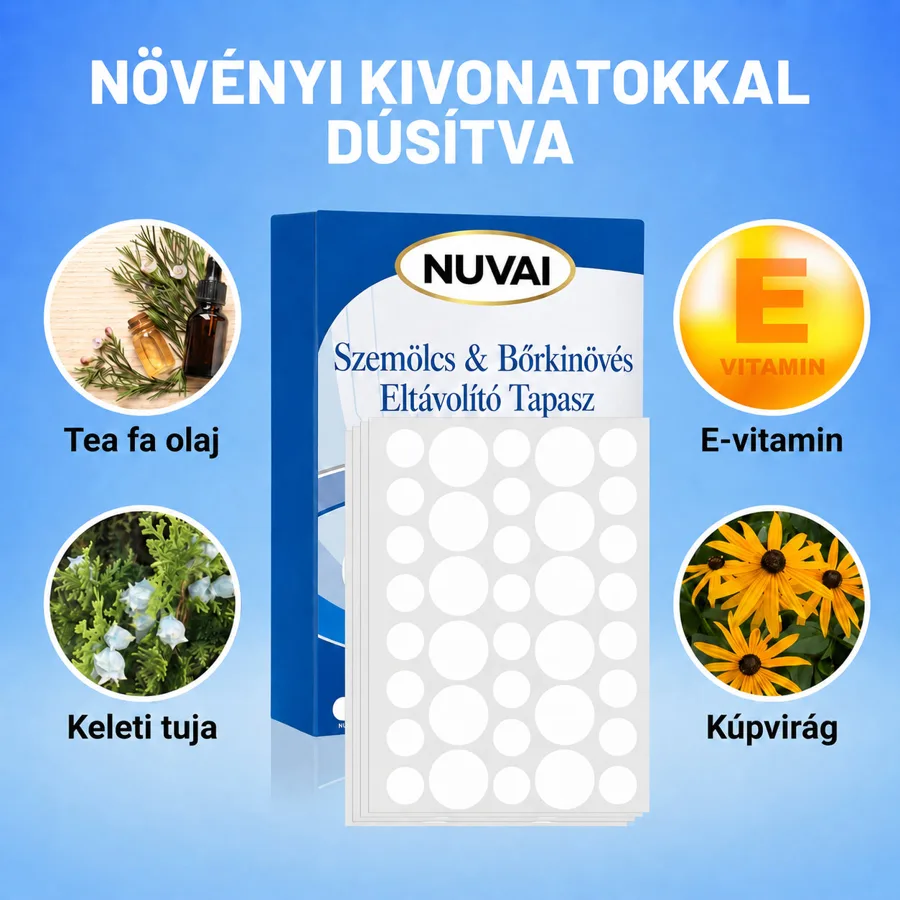 NÖVÉNYI KIVONATOKKAL
DÚSÍTVA
NUVAI
Szemölcs & Bőrkinövés
Eltávolító Tapasz
E
VITAMIN
Tea fa olaj
E-vitamin
Keleti tuja
Kúpvirág